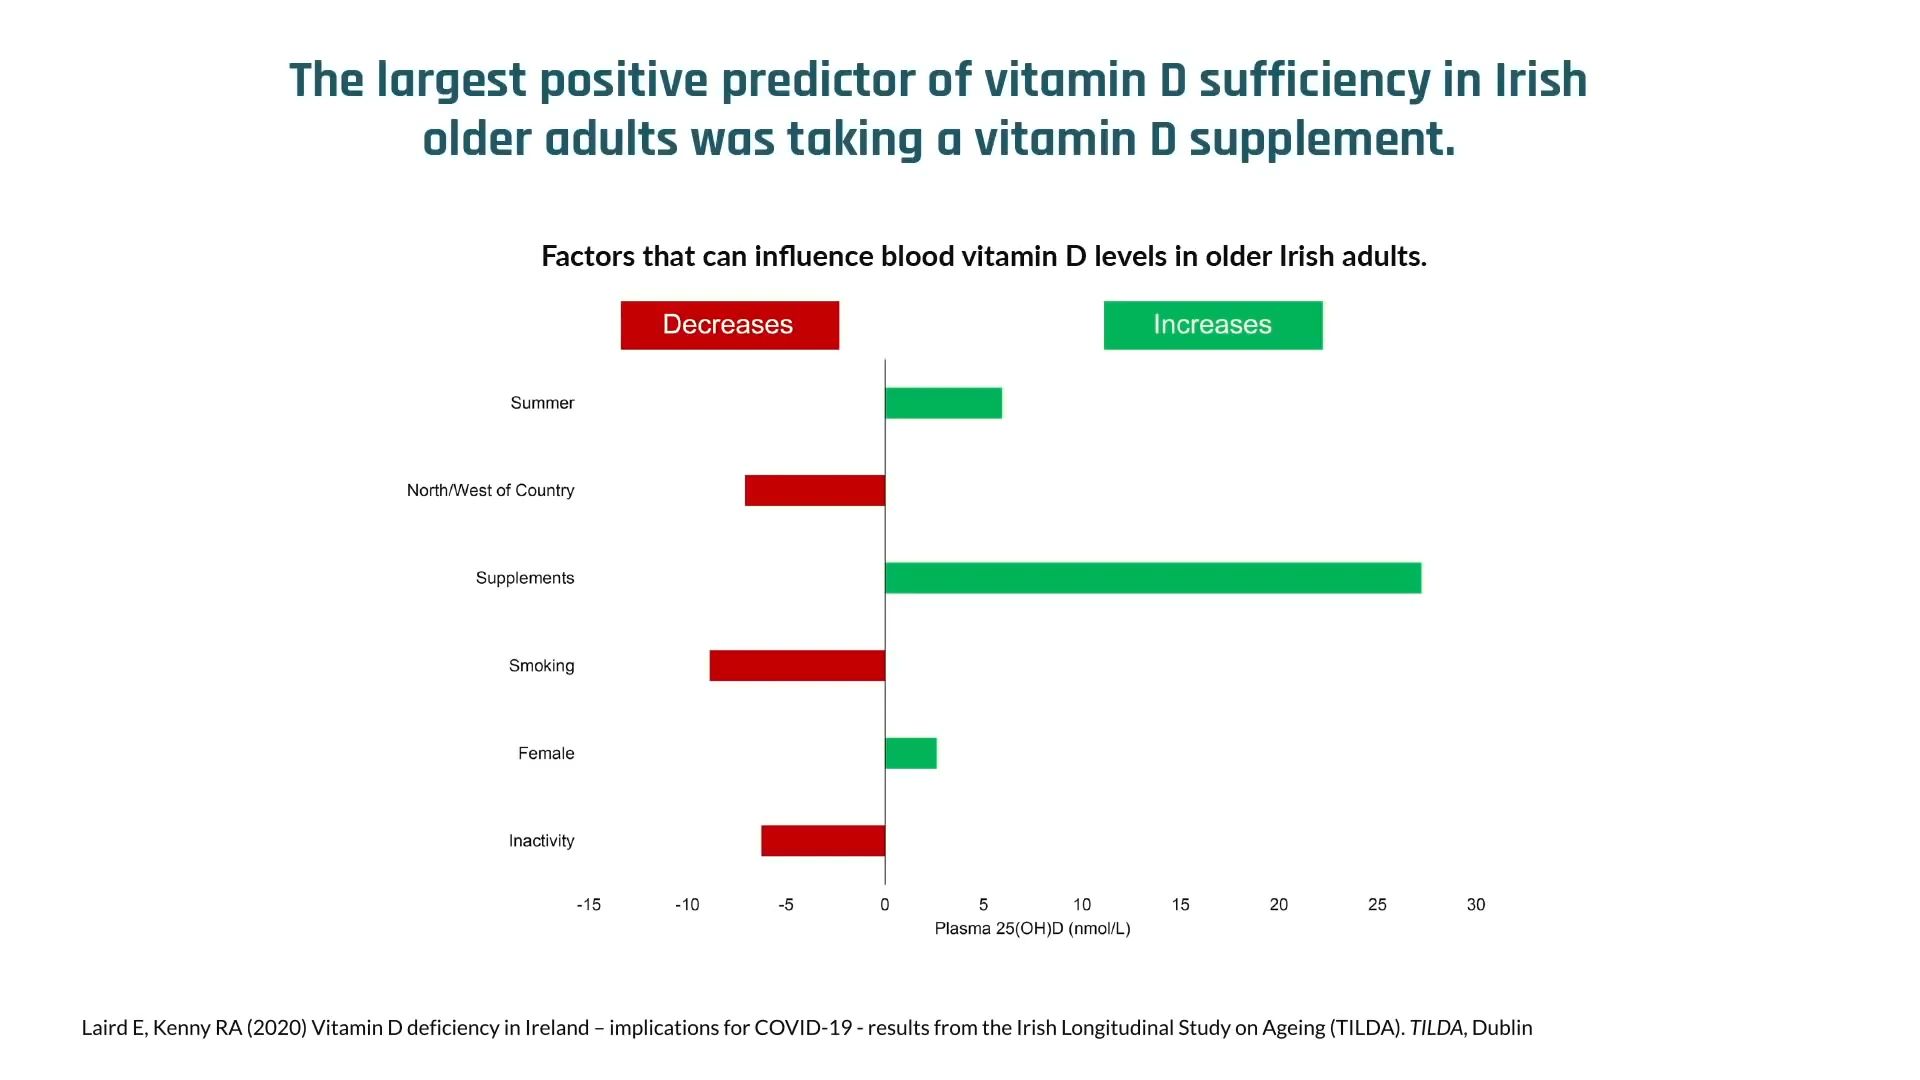 The largest positive predictor of vitamin D sufficiency in Irish
older adults was taking a vitamin D supplement.
Factors that can influence blood vitamin D levels in older Irish adults.
Decreases
Increases
Summer
North/West of Country
Supplements
Smoking
Female
Inactivity
-15 -10 -5 0 5 10 15 20 25 30
Plasma 25(OH)D (nmol/L)
Laird E, Kenny RA (2020) Vitamin D deficiency in Ireland – implications for COVID-19 - results from the Irish Longitudinal Study on Ageing (TILDA). TILDA, Dublin